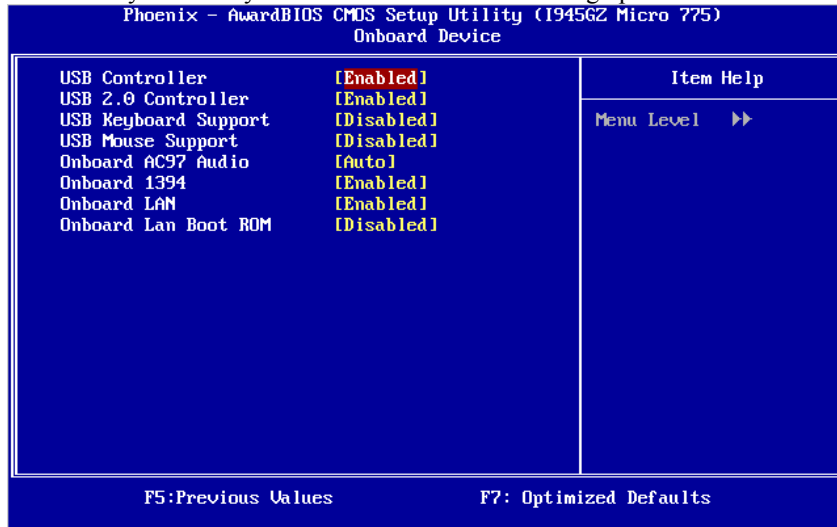 Phoenix - AwardBIOS CMOS Setup Utility (I945GZ Micro 775)
Onboard Device
USB Controller [Enabled]
USB 2.0 Controller [Enabled]
USB Keyboard Support [Disabled]
USB Mouse Support [Disabled]
Onboard AC97 Audio [Auto]
Onboard 1394 [Enabled]
Onboard LAN [Enabled]
Onboard Lan Boot ROM [Disabled]
Item Help
Menu Level ▶▶
F5:Previous Values F7: Optimized Defaults